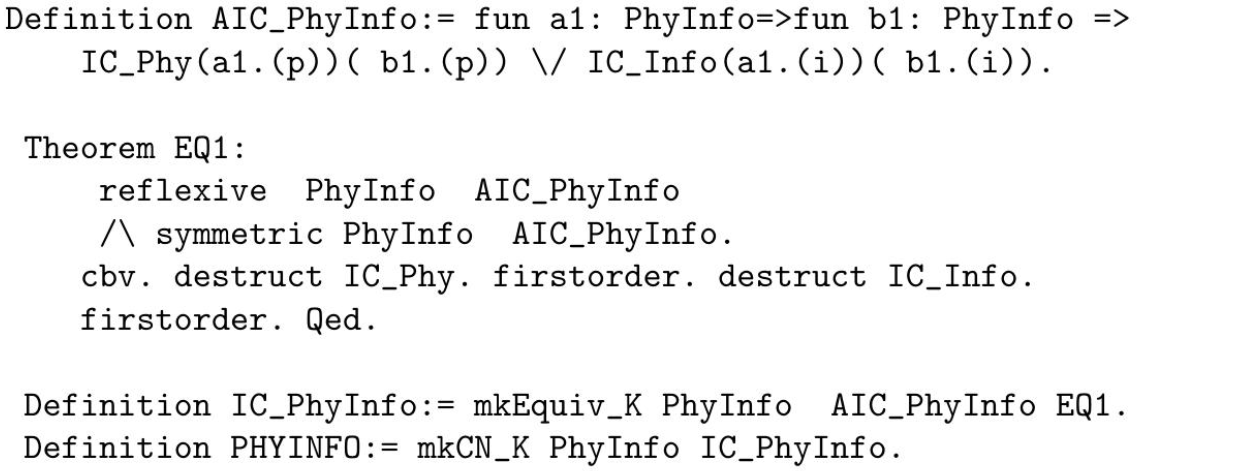 Definition AIC_PhyInfo:= fun a1: PhyInfo=>fun b1: PhyInfo =>
IC_Phy(a1.(p))( b1.(p)) \/ IC_Info(a1.(i))( b1.(i)).
Theorem EQ1:
reflexive PhyInfo AIC_PhyInfo
/\ symmetric PhyInfo AIC_PhyInfo.
cbv. destruct IC_Phy. firstorder. destruct IC_Info.
firstorder. Qed.
Definition IC_PhyInfo:= mkEquiv_K PhyInfo AIC_PhyInfo EQ1.
Definition PHYINFO:= mkCN_K PhyInfo IC_PhyInfo.